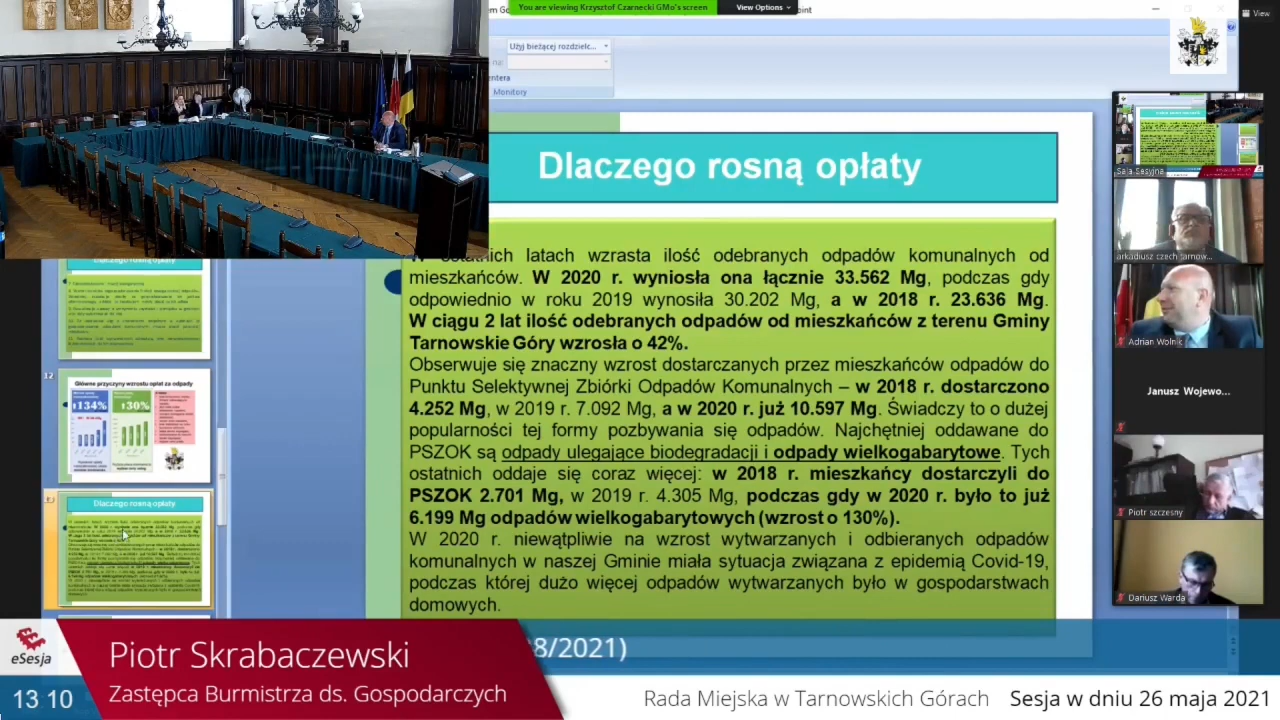 You are viewing Krzysztof Czarnecki GMo's screen
View Options
View
Użyj bieżącej rozdzielc...
Monitory
Dlaczego rosną opłaty
ostatnich latach wzrasta ilość odebranych odpadów komunalnych od
mieszkańców. W 2020 r. wyniosła ona łącznie 33.562 Mg, podczas gdy
odpowiednio w roku 2019 wynosiła 30.202 Mg, a w 2018 r. 23.636 Mg.
W ciągu 2 lat ilość odebranych odpadów od mieszkańców z terenu Gminy
Tarnowskie Góry wzrosła o 42%.
Obserwuje się znaczny wzrost dostarczanych przez mieszkańców odpadów do
Punktu Selektywnej Zbiórki Odpadów Komunalnych – w 2018 r. dostarczono
4.252 Mg, w 2019 r. 7.092 Mg, a w 2020 r. już 10.597 Mg. Świadczy to o dużej
popularności tej formy pozbywania się odpadów. Najchętniej oddawane do
PSZOK są odpady ulegające biodegradacji i odpady wielkogabarytowe. Tych
ostatnich oddaje się coraz więcej: w 2018 r. mieszkańcy dostarczyli do
PSZOK 2.701 Mg, w 2019 r. 4.305 Mg, podczas gdy w 2020 r. było to już
6.199 Mg odpadów wielkogabarytowych (wzrost o 130%).
W 2020 r. niewątpliwie na wzrost wytwarzanych i odbieranych odpadów
komunalnych w naszej Gminie miała sytuacja związana z epidemią Covid-19,
podczas której dużo więcej odpadów wytwarzanych było w gospodarstwach
domowych.
12
Główne przyczyny wzrostu opłat za odpady
134%
30%
13
Dlaczego rosną opłaty
Sala Sesyjna
arkadiusz czech tarnow...
Adrian Wolnik
Janusz Wojewo...
Piotr szczesny
Dariusz Warda
8/2021)
eSesja
Piotr Skrabaczewski
Zastępca Burmistrza ds. Gospodarczych
13 10
Rada Miejska w Tarnowskich Górach
Sesja w dniu 26 maja 2021